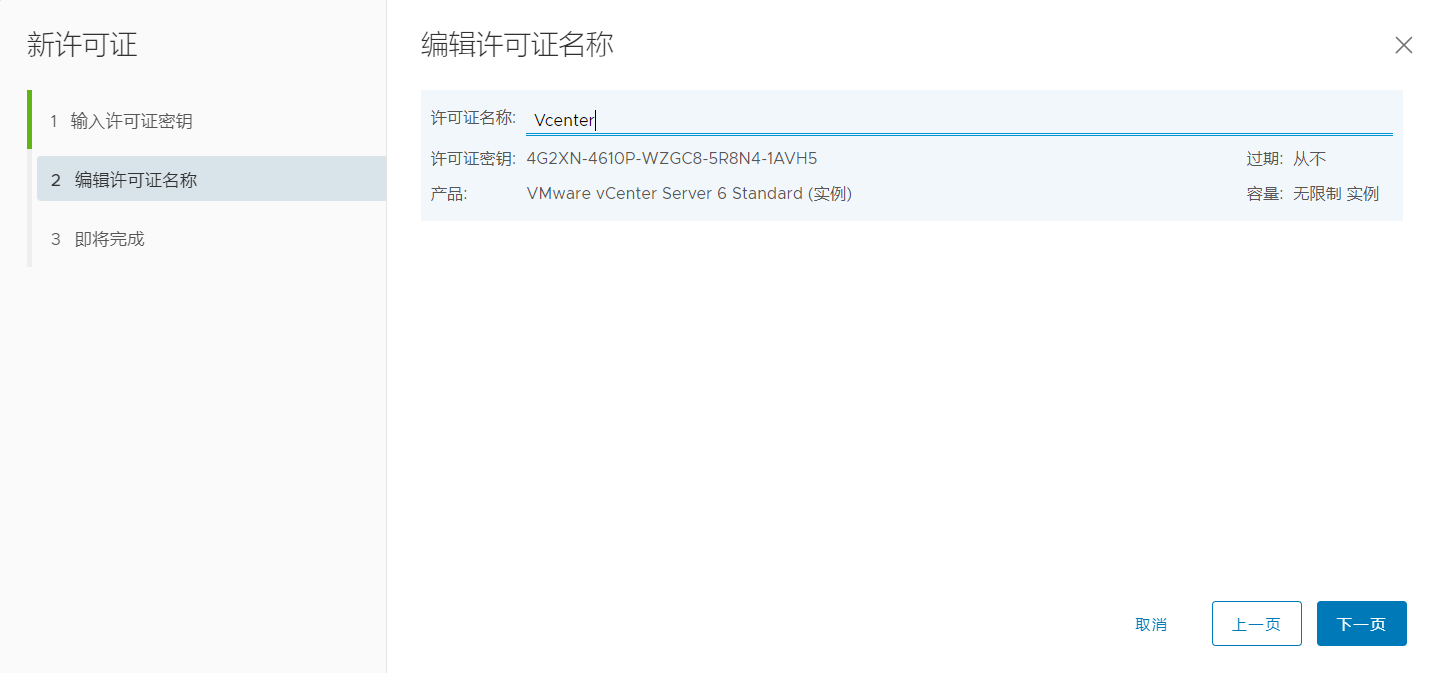 新许可证
1 输入许可证密钥
2 编辑许可证名称
3 即将完成
编辑许可证名称
许可证名称: Vcenter
许可证密钥: 4G2XN-4610P-WZGC8-5R8N4-1AVH5 过期: 从不
产品: VMware vCenter Server 6 Standard (实例) 容量: 无限制 实例
取消 上一页 下一页